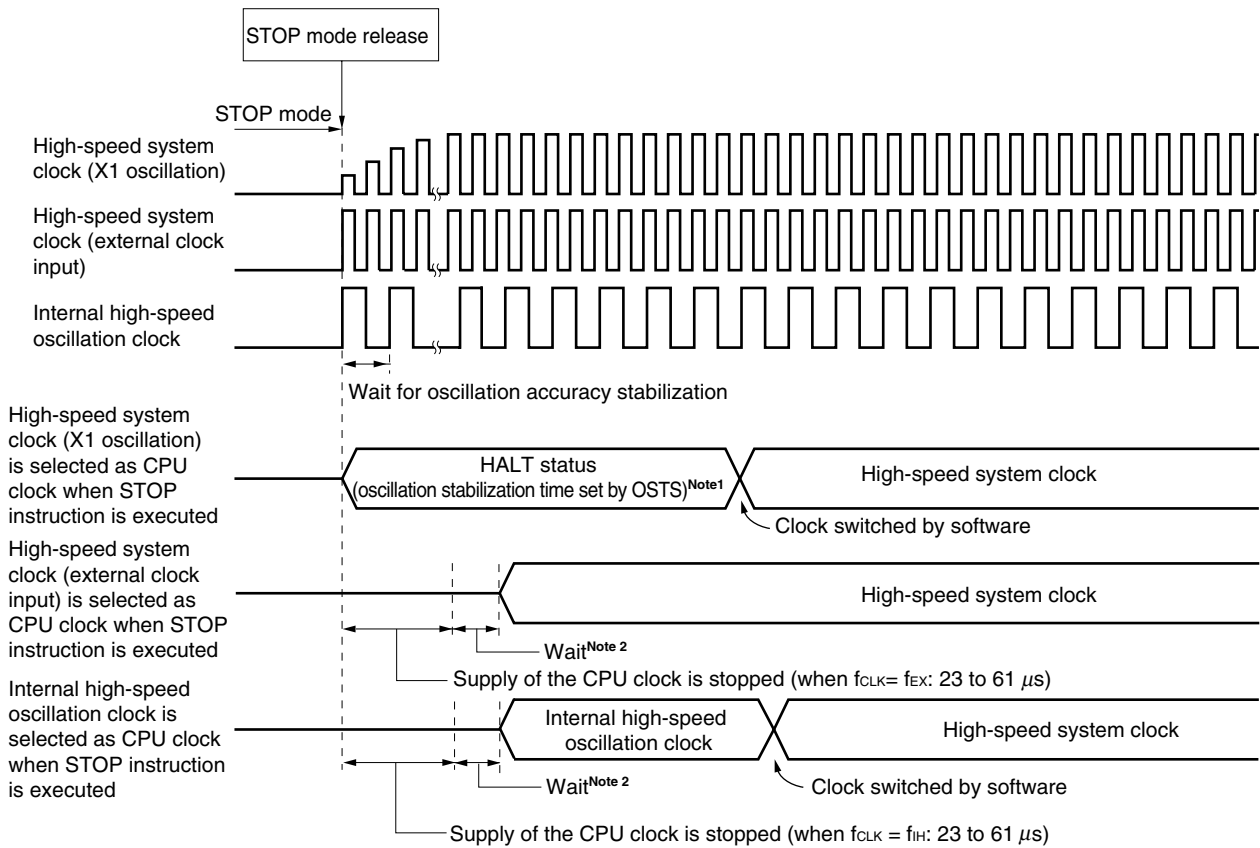 STOP mode release
STOP mode
High-speed system
clock (X1 oscillation)
High-speed system
clock (external clock
input)
Internal high-speed
oscillation clock
Wait for oscillation accuracy stabilization
High-speed system
clock (X1 oscillation)
is selected as CPU
clock when STOP
instruction is executed
HALT status
(oscillation stabilization time set by OSTS)Note1
High-speed system clock
Clock switched by software
High-speed system
clock (external clock
input) is selected as
CPU clock when STOP
instruction is executed
High-speed system clock
WaitNote 2
Supply of the CPU clock is stopped (when fCLK= fEX: 23 to 61 μs)
Internal high-speed
oscillation clock is
selected as CPU clock
when STOP instruction
is executed
Internal high-speed
oscillation clock
High-speed system clock
WaitNote 2
Clock switched by software
Supply of the CPU clock is stopped (when fCLK = fIH: 23 to 61 μs)